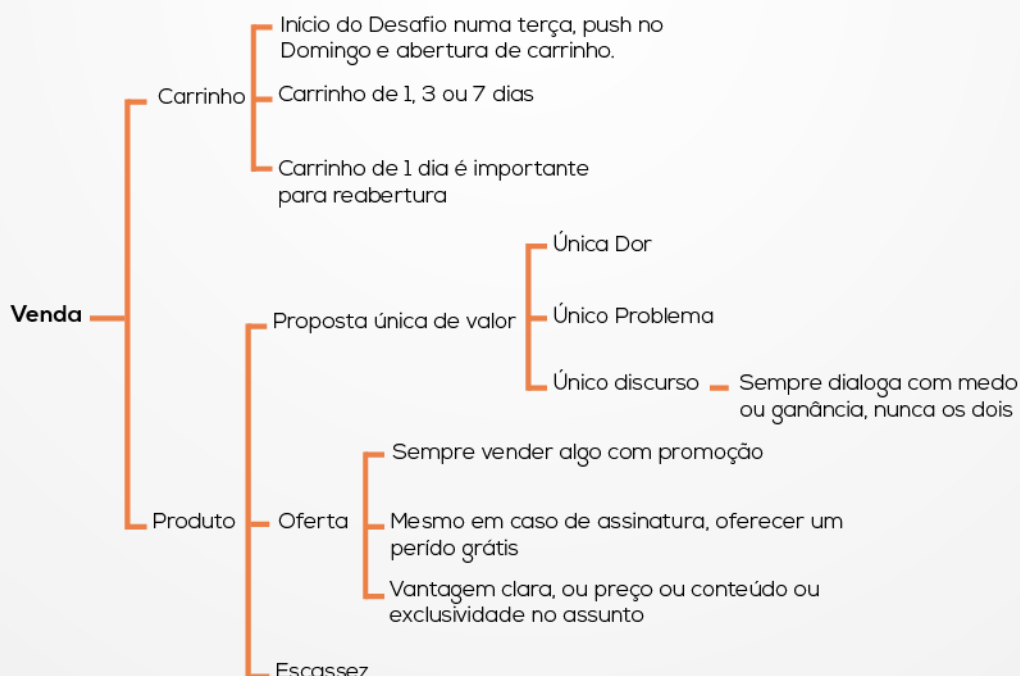 Início do Desafio numa terça, push no
Domingo e abertura de carrinho.
Carrinho
Carrinho de 1, 3 ou 7 dias
Carrinho de 1 dia é importante
para reabertura
Venda
Proposta única de valor
Única Dor
Único Problema
Único discurso
Sempre dialoga com medo
ou ganância, nunca os dois
Produto
Oferta
Sempre vender algo com promoção
Mesmo em caso de assinatura, oferecer um
perído grátis
Vantagem clara, ou preço ou conteúdo ou
exclusividade no assunto
Escassez